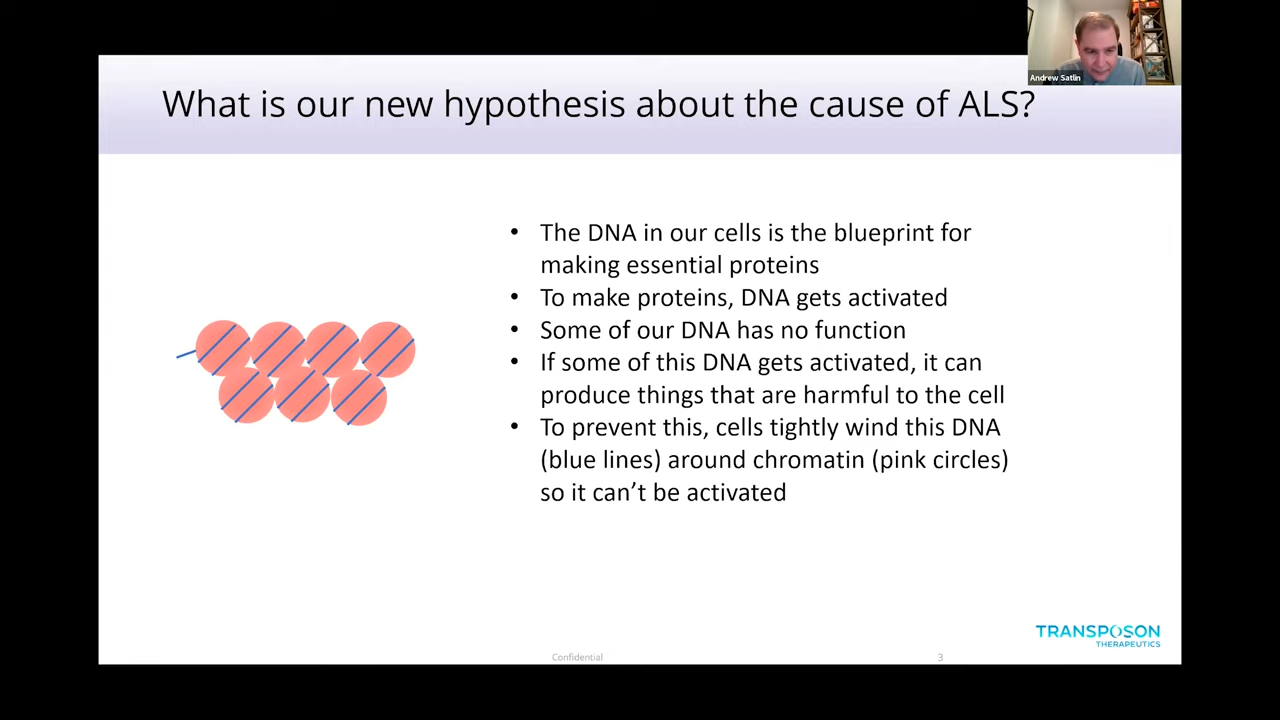 Andrew Satlin
What is our new hypothesis about the cause of ALS?
• The DNA in our cells is the blueprint for
making essential proteins
• To make proteins, DNA gets activated
• Some of our DNA has no function
• If some of this DNA gets activated, it can
produce things that are harmful to the cell
• To prevent this, cells tightly wind this DNA
(blue lines) around chromatin (pink circles)
so it can’t be activated
TRANSPOSON
THERAPEUTICS
Confidential
3